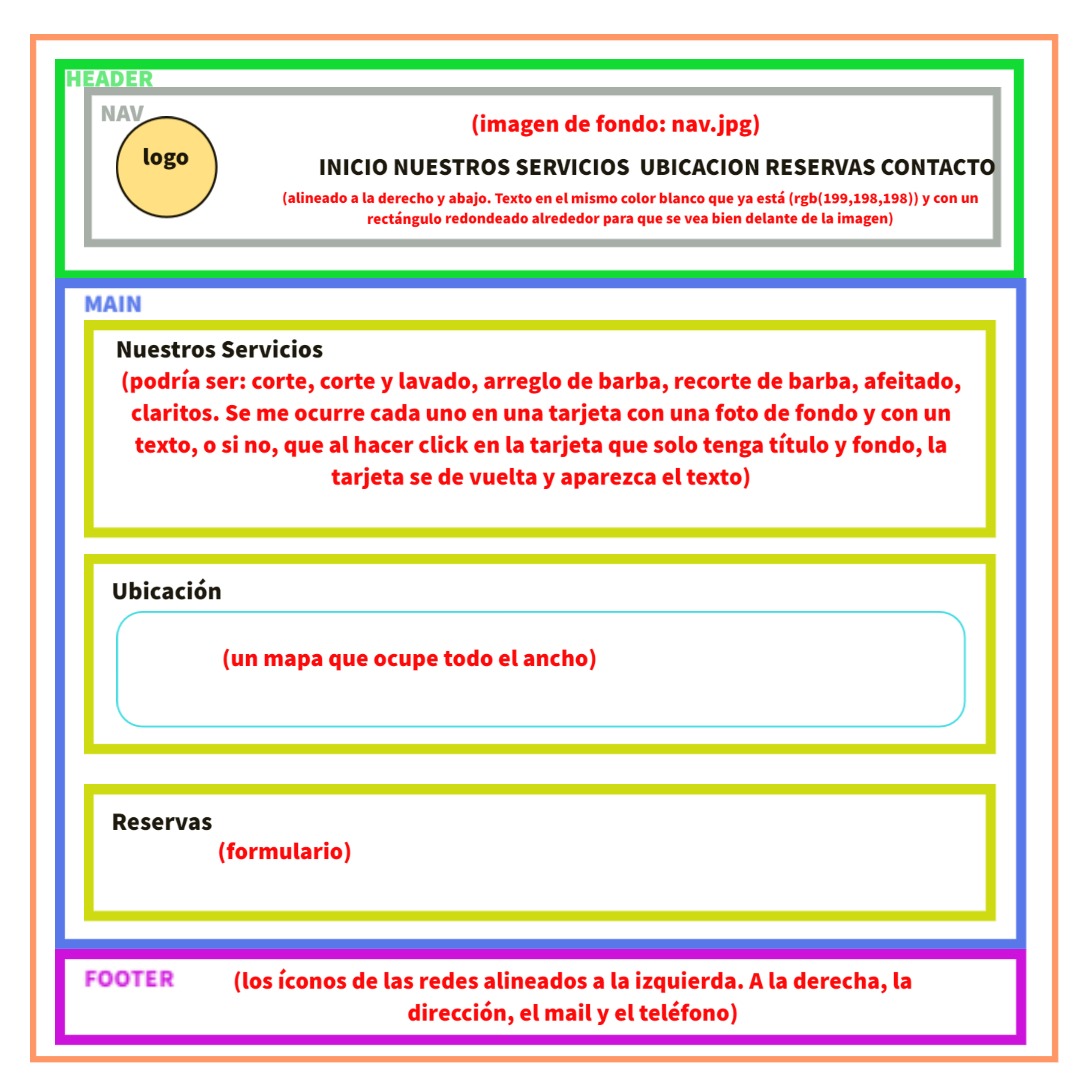 HEADER
NAV
(imagen de fondo: nav.jpg)
logo
INICIO NUESTROS SERVICIOS UBICACION RESERVAS CONTACTO
(alineado a la derecho y abajo. Texto en el mismo color blanco que ya está (rgb(199,198,198)) y con un
rectángulo redondeado alrededor para que se vea bien delante de la imagen)
MAIN
Nuestros Servicios
(podría ser: corte, corte y lavado, arreglo de barba, recorte de barba, afeitado,
claritos. Se me ocurre cada uno en una tarjeta con una foto de fondo y con un
texto, o si no, que al hacer click en la tarjeta que solo tenga título y fondo, la
tarjeta se de vuelta y aparezca el texto)
Ubicación
(un mapa que ocupe todo el ancho)
Reservas
(formulario)
FOOTER
(los íconos de las redes alineados a la izquierda. A la derecha, la
dirección, el mail y el teléfono)